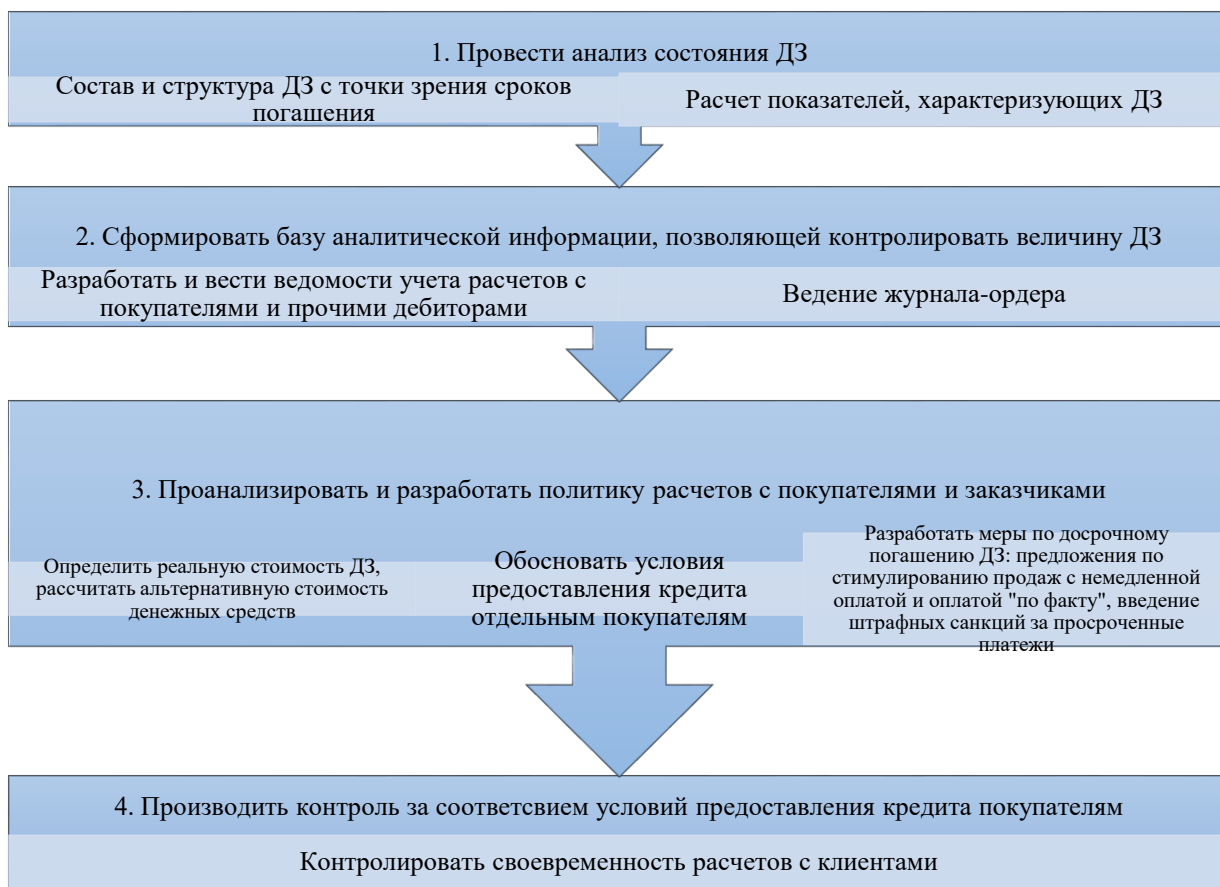 1. Провести анализ состояния ДЗ
Состав и структура ДЗ с точки зрения сроков
погашения
Расчет показателей, характеризующих ДЗ
2. Сформировать базу аналитической информации, позволяющей контролировать величину ДЗ
Разработать и вести ведомости учета расчетов с
покупателями и прочими дебиторами
Ведение журнала-ордера
3. Проанализировать и разработать политику расчетов с покупателями и заказчиками
Определить реальную стоимость ДЗ,
рассчитать альтернативную стоимость
денежных средств
Обосновать условия
предоставления кредита
отдельным покупателям
Разработать меры по досрочному
погашению ДЗ: предложения по
стимулированию продаж с немедленной
оплатой и оплатой "по факту", введение
штрафных санкций за просроченные
платежи
4. Производить контроль за соответсвием условий предоставления кредита покупателям
Контролировать своевременность расчетов с клиентами